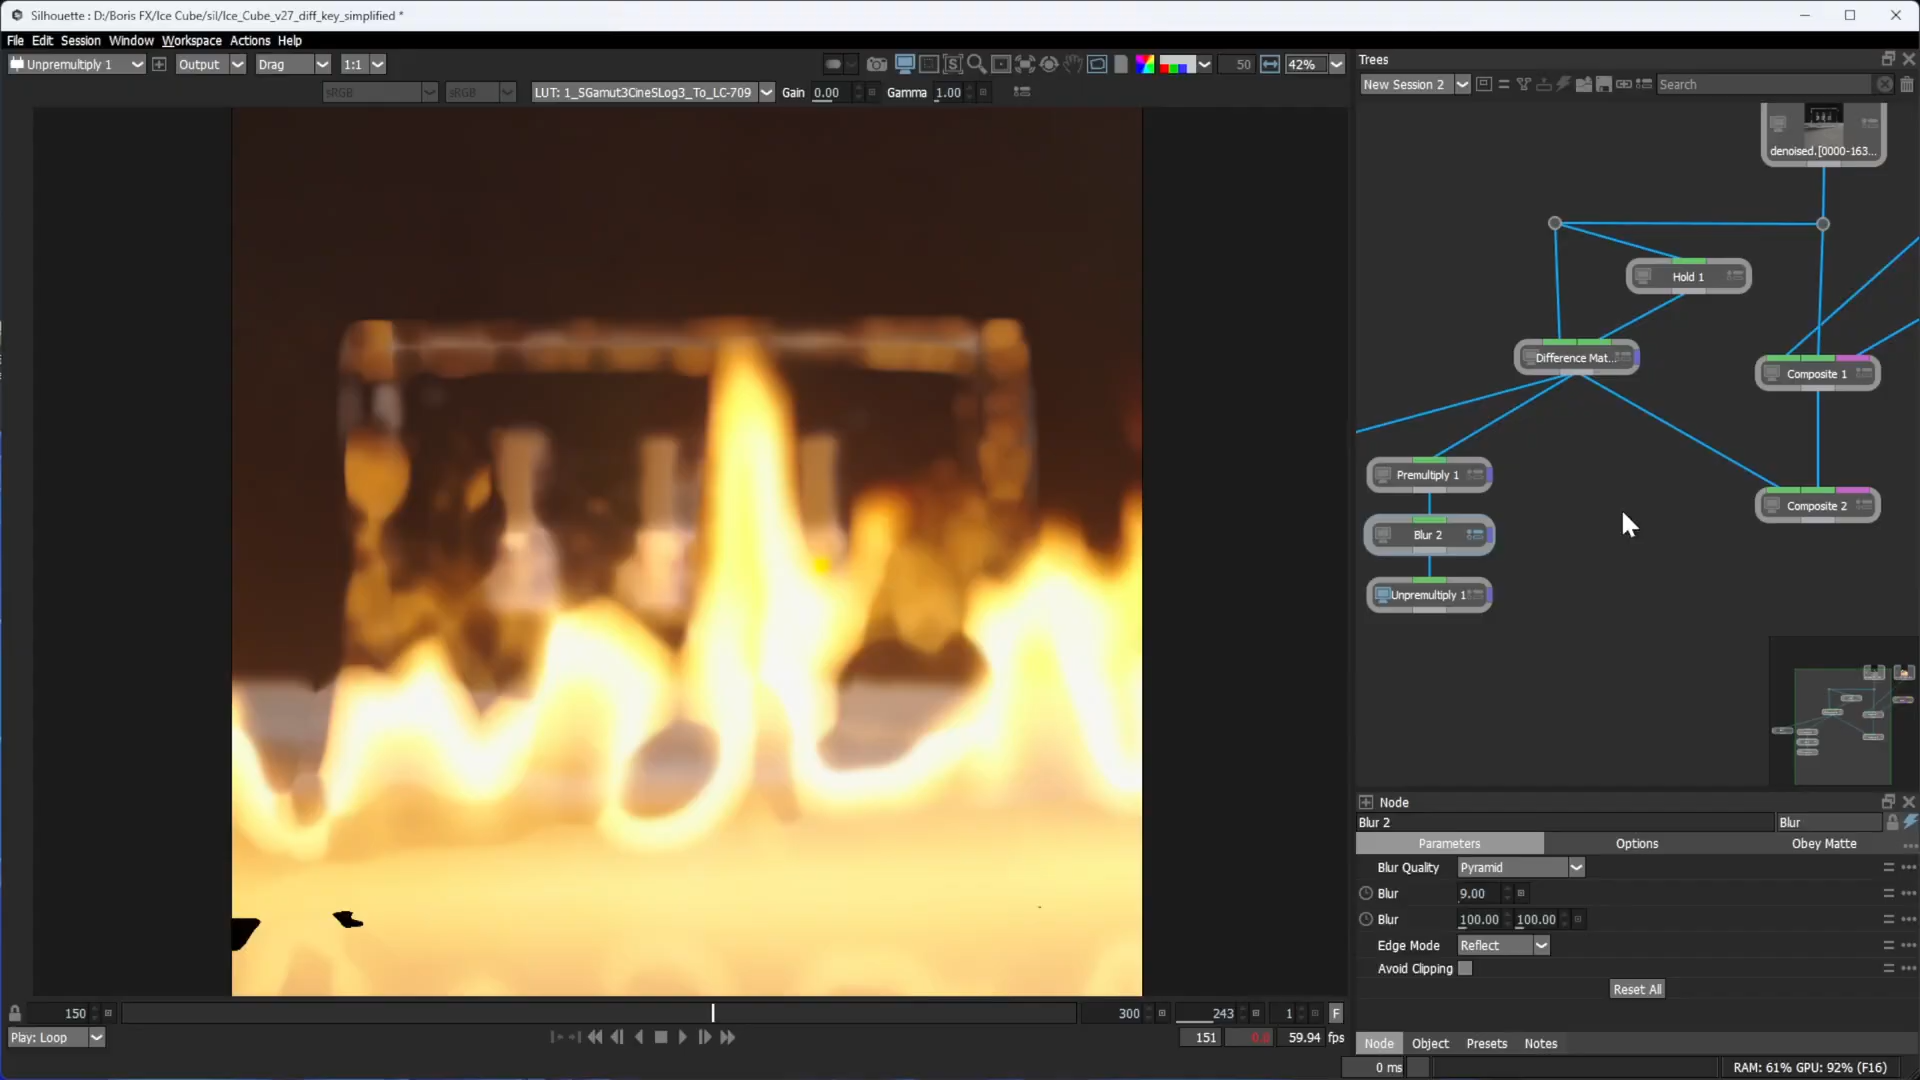 Silhouette : D:/Boris FX/Ice Cube/sil/Ice_Cube_v27_diff_key_simplified *
File Edit Session Window Workspace Actions Help
Unpremultiply 1 Output Drag 1:1 50 42%
sRGB sRGB LUT: 1_SGamut3CineSLog3_To_LC-709 Gain 0.00 Gamma 1.00
Trees
New Session 2 Search
denoised.[0000-163...
Hold 1
Difference Mat...
Composite 1
Premultiply 1
Composite 2
Blur 2
Unpremultiply 1
Node
Blur 2 Blur
Parameters Options Obey Matte
Blur Quality Pyramid
Blur 9.00
Blur 100.00 100.00
Edge Mode Reflect
Avoid Clipping
Reset All
150 300 243 1 F
Play: Loop 151 0.0 59.94 fps
Node Object Presets Notes
0 ms RAM: 61% GPU: 92% (F16)